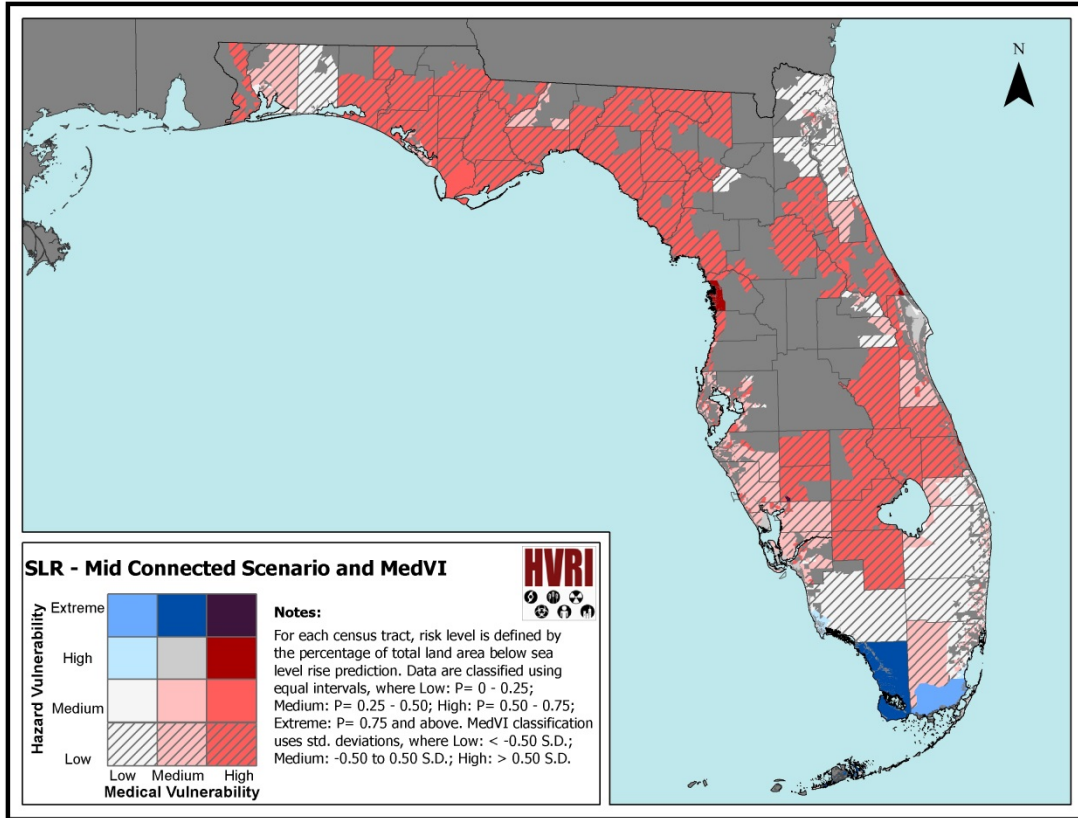 N
SLR - Mid Connected Scenario and MedVI
HVRI
Hazard Vulnerability
Extreme
High
Medium
Low
Low
Medium
High
Medical Vulnerability
Notes:
For each census tract, risk level is defined by
the percentage of total land area below sea
level rise prediction. Data are classified using
equal intervals, where Low: P= 0 - 0.25;
Medium: P= 0.25 - 0.50; High: P= 0.50 - 0.75;
Extreme: P= 0.75 and above. MedVI classification
uses std. deviations, where Low: < -0.50 S.D.;
Medium: -0.50 to 0.50 S.D.; High: > 0.50 S.D.